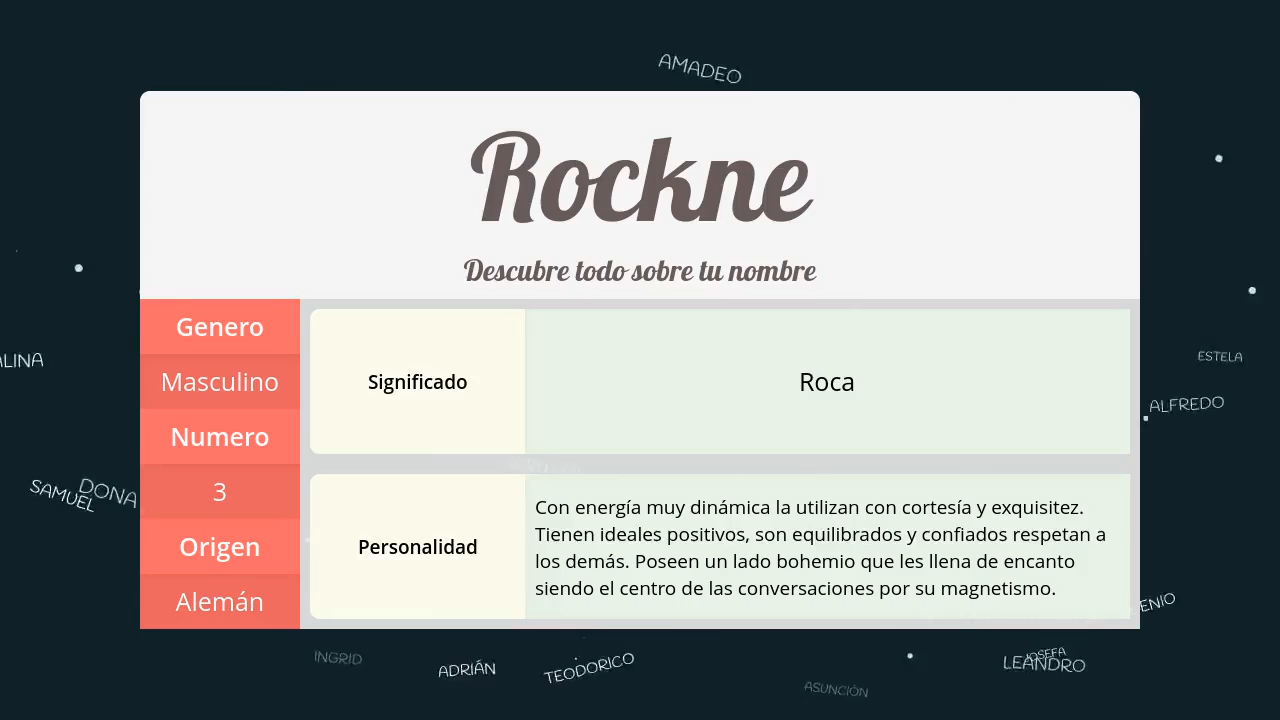 AMADEO
Rockne
Descubre todo sobre tu nombre
Genero
Masculino
Numero
3
Origen
Alemán
Significado
Roca
Personalidad
Con energía muy dinámica la utilizan con cortesía y exquisitez.
Tienen ideales positivos, son equilibrados y confiados respetan a
los demás. Poseen un lado bohemio que les llena de encanto
siendo el centro de las conversaciones por su magnetismo.
ALINA
ESTELA
ALFREDO
SAMUEL
DONA
ENIO
INGRID
ADRIÁN
TEODORICO
JOSEFA
LEANDRO
ASUNCIÓN